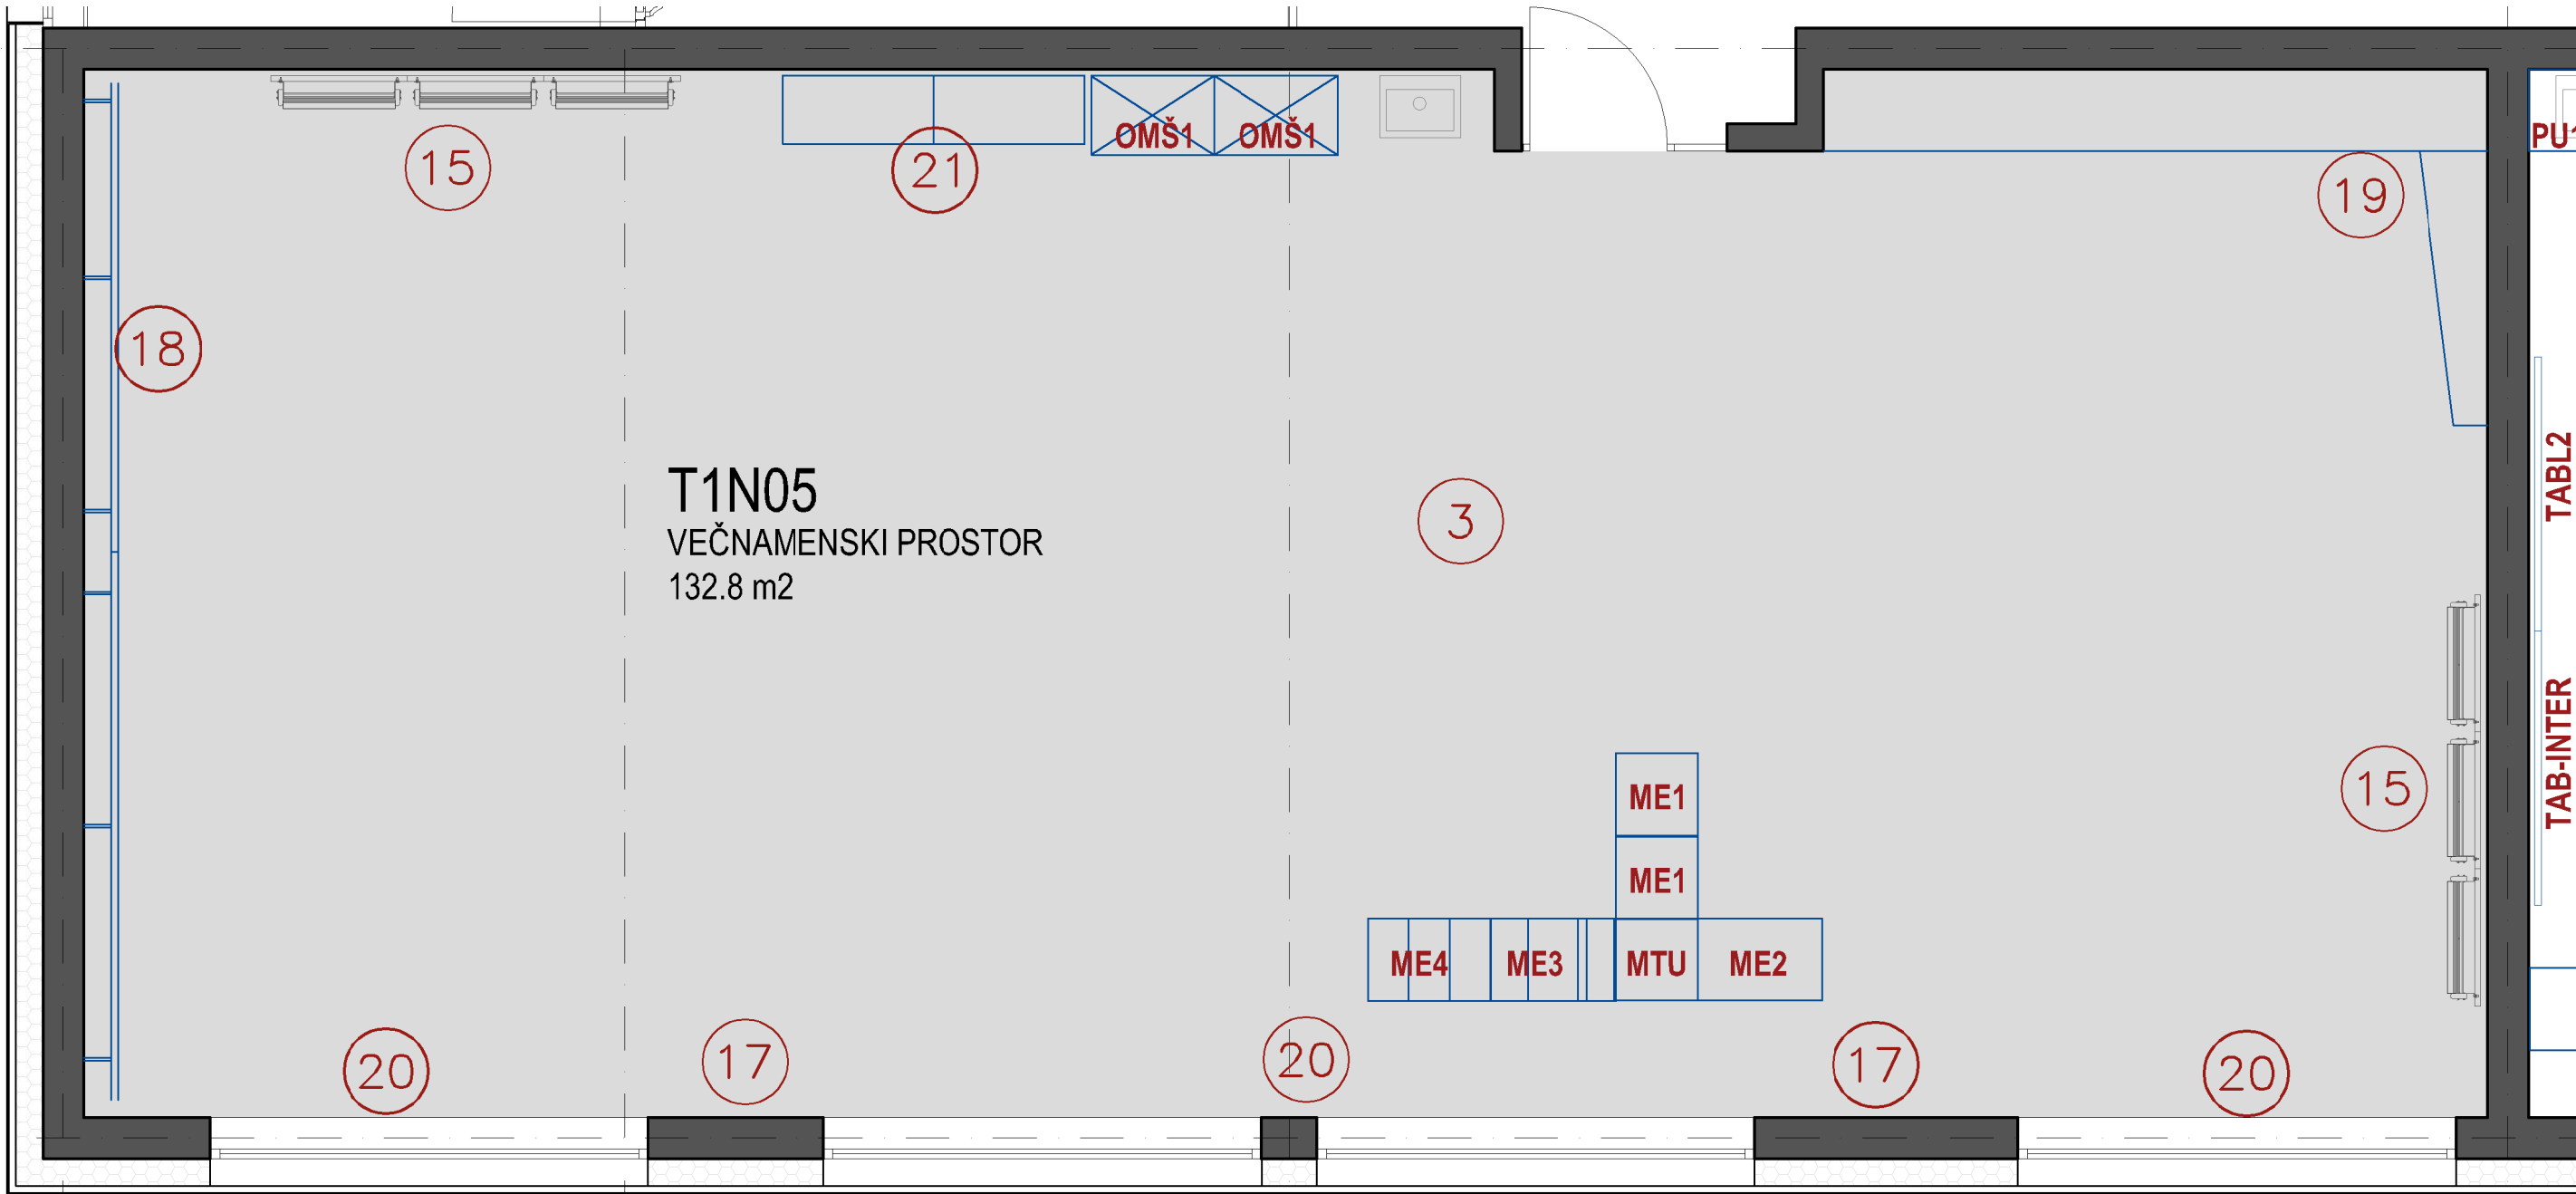 OMŠ1
OMŠ1
PU1
15
21
19
18
T1N05
VEČNAMENSKI PROSTOR
132.8 m2
3
TABL2
TAB-INTER
ME1
15
ME1
ME4
ME3
MTU
ME2
20
17
20
17
20